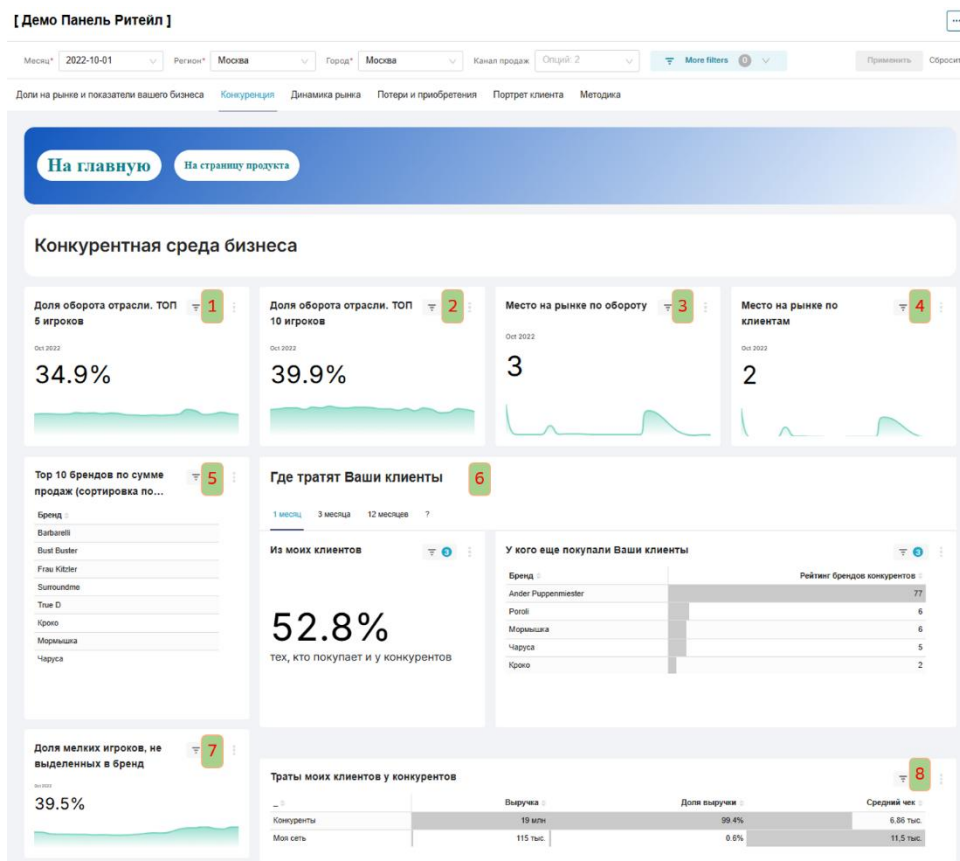 [ Демо Панель Ритейл ]
Месяц* 2022-10-01 Регион* Москва Город* Москва Канал продаж Опций: 2 More filters 0 Применить Сбросит
Доли на рынке и показатели вашего бизнеса Конкуренция Динамика рынка Потери и приобретения Портрет клиента Методика
На главную На страницу продукта
Конкурентная среда бизнеса
Доля оборота отрасли. ТОП 5 игроков 1
Oct 2022
34.9%
Доля оборота отрасли. ТОП 10 игроков 2
Oct 2022
39.9%
Место на рынке по обороту 3
Oct 2022
3
Место на рынке по клиентам 4
Oct 2022
2
Top 10 брендов по сумме продаж (сортировка по... 5
Бренд
Barbarelli
Bust Buster
Frau Kitzler
Surroundme
True D
Кроко
Мормышка
Чаруса
Где тратят Ваши клиенты 6
1 месяц 3 месяца 12 месяцев ?
Из моих клиентов 3
52.8%
тех, кто покупает и у конкурентов
У кого еще покупали Ваши клиенты 3
Бренд Рейтинг брендов конкурентов
Ander Puppenmiester 77
Poroli 6
Мормышка 6
Чаруса 5
Кроко 2
Доля мелких игроков, не выделенных в бренд 7
Oct 2022
39.5%
Траты моих клиентов у конкурентов 8
_ Выручка Доля выручки Средний чек
Конкуренты 19 млн 99.4% 6,86 тыс.
Моя сеть 115 тыс. 0.6% 11,5 тыс.